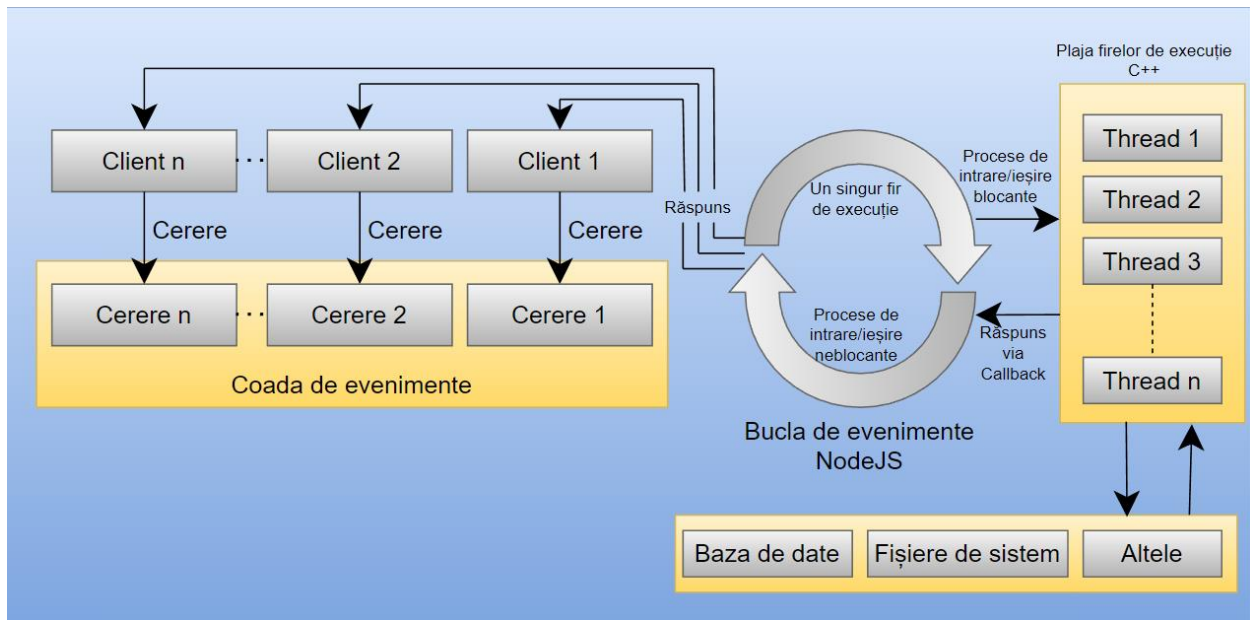 Plaja firelor de execuție
C++
Client n
...
Client 2
Client 1
Răspuns
Un singur fir
de execuție
Procese de
intrare/ieșire
blocante
Thread 1
Thread 2
Thread 3
Thread n
Cerere
Cerere
Cerere
Cerere n
...
Cerere 2
Cerere 1
Coada de evenimente
Procese de
intrare/ieșire
neblocante
Răspuns
via
Callback
Bucla de evenimente
NodeJS
Baza de date
Fișiere de sistem
Altele